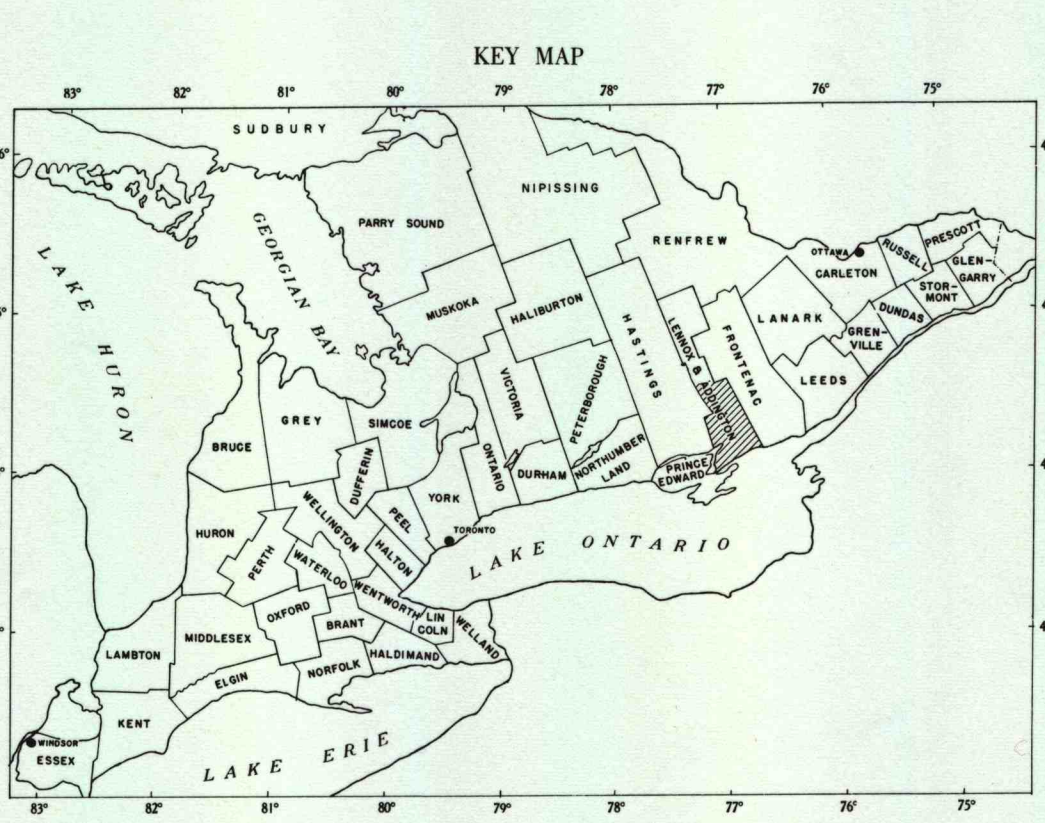 KEY MAP
83° 82° 81° 80° 79° 78° 77° 76° 75°
SUDBURY
NIPISSING
PARRY SOUND
GEORGIAN BAY
RENFREW
OTTAWA
CARLETON
RUSSELL
PRESCOTT
GLEN-
GARRY
STOR-
MONT
DUNDAS
GREN-
VILLE
LAKE HURON
MUSKOKA
HALIBURTON
HASTINGS
LENNOX & ADDINGTON
FRONTENAC
LANARK
LEEDS
VICTORIA
PETERBOROUGH
BRUCE
GREY
SIMCOE
DUFFERIN
ONTARIO
DURHAM
NORTHUMBER
LAND
PRINCE
EDWARD
YORK
PEEL
TORONTO
HURON
WELLINGTON
PERTH
HALTON
WATERLOO
WENTWORTH
LAKE ONTARIO
OXFORD
BRANT
LIN
COLN
WELLAND
MIDDLESEX
LAMBTON
HALDIMAND
NORFOLK
ELGIN
KENT
WINDSOR
ESSEX
LAKE ERIE
83° 82° 81° 80° 79° 78° 77° 76° 75°